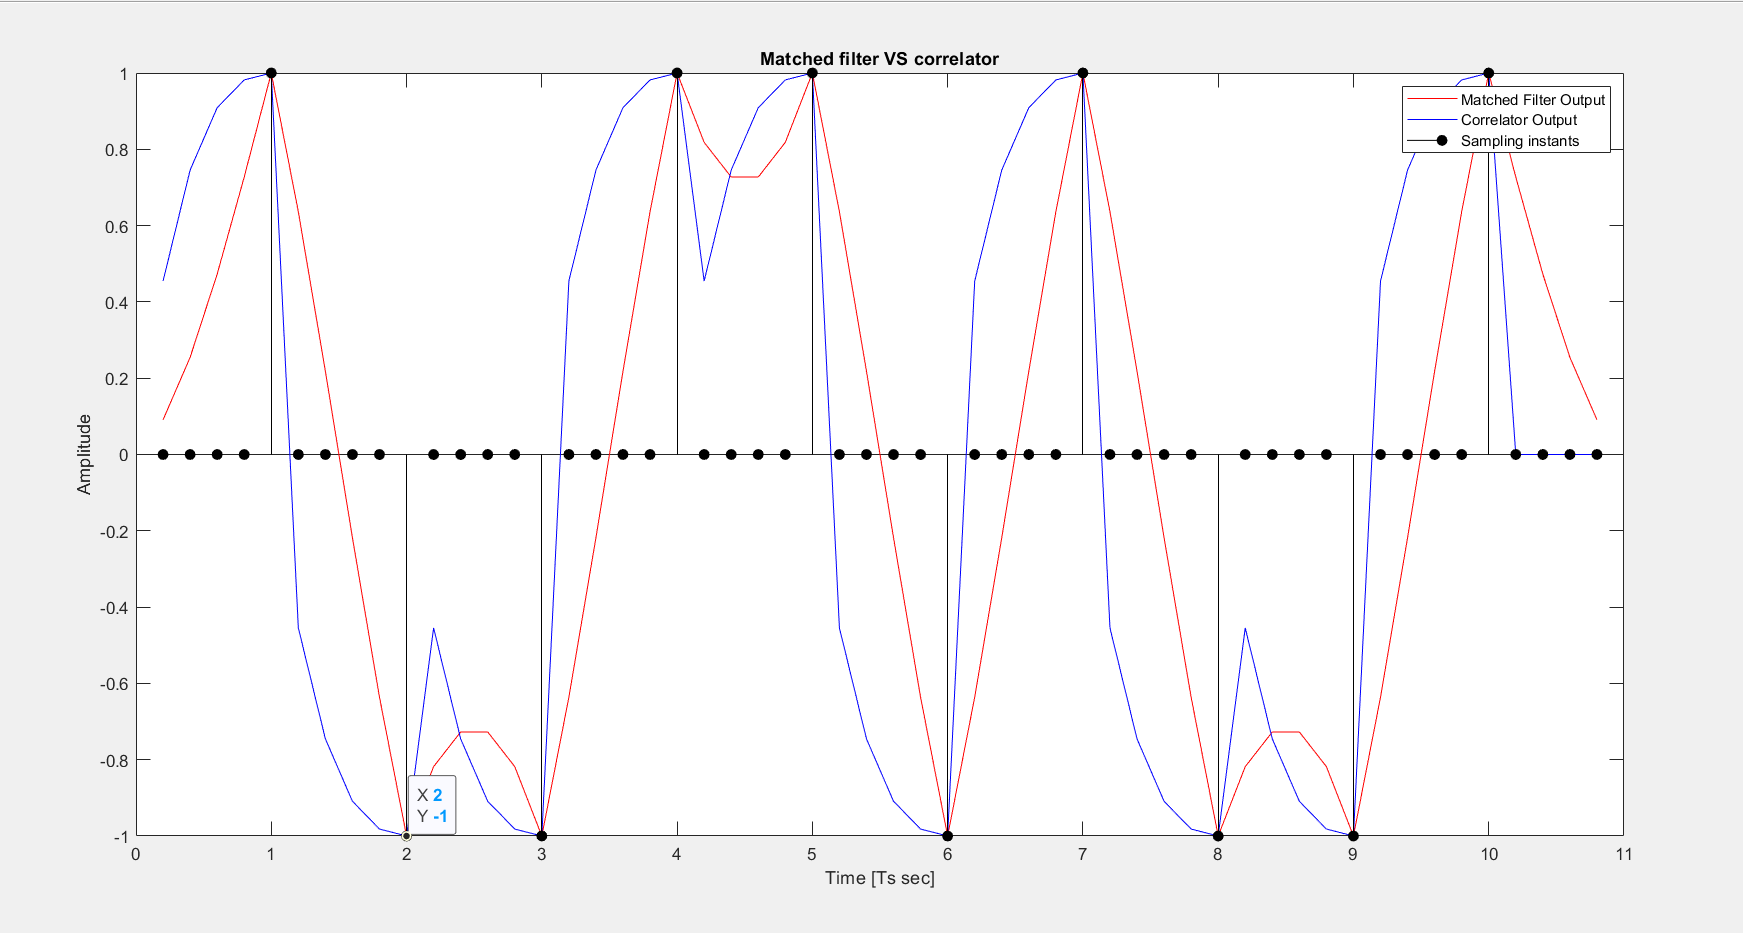 Matched filter VS correlator
1
0.8
0.6
0.4
0.2
0
-0.2
-0.4
-0.6
-0.8
-1
Amplitude
Matched Filter Output
Correlator Output
Sampling instants
X 2
Y -1
0 1 2 3 4 5 6 7 8 9 10 11
Time [Ts sec]